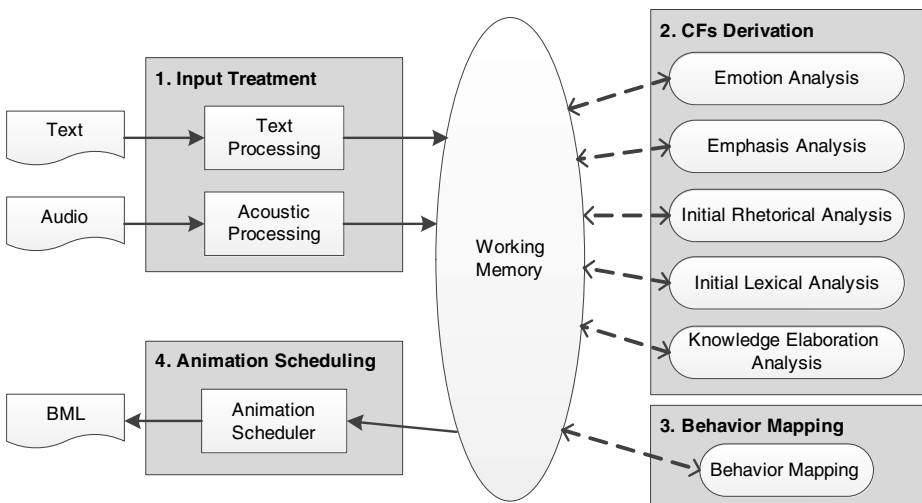 1. Input Treatment
Text
Text
Processing
Audio
Acoustic
Processing
Working
Memory
2. CFs Derivation
Emotion Analysis
Emphasis Analysis
Initial Rhetorical Analysis
Initial Lexical Analysis
Knowledge Elaboration
Analysis
3. Behavior Mapping
Behavior Mapping
4. Animation Scheduling
Animation
Scheduler
BML